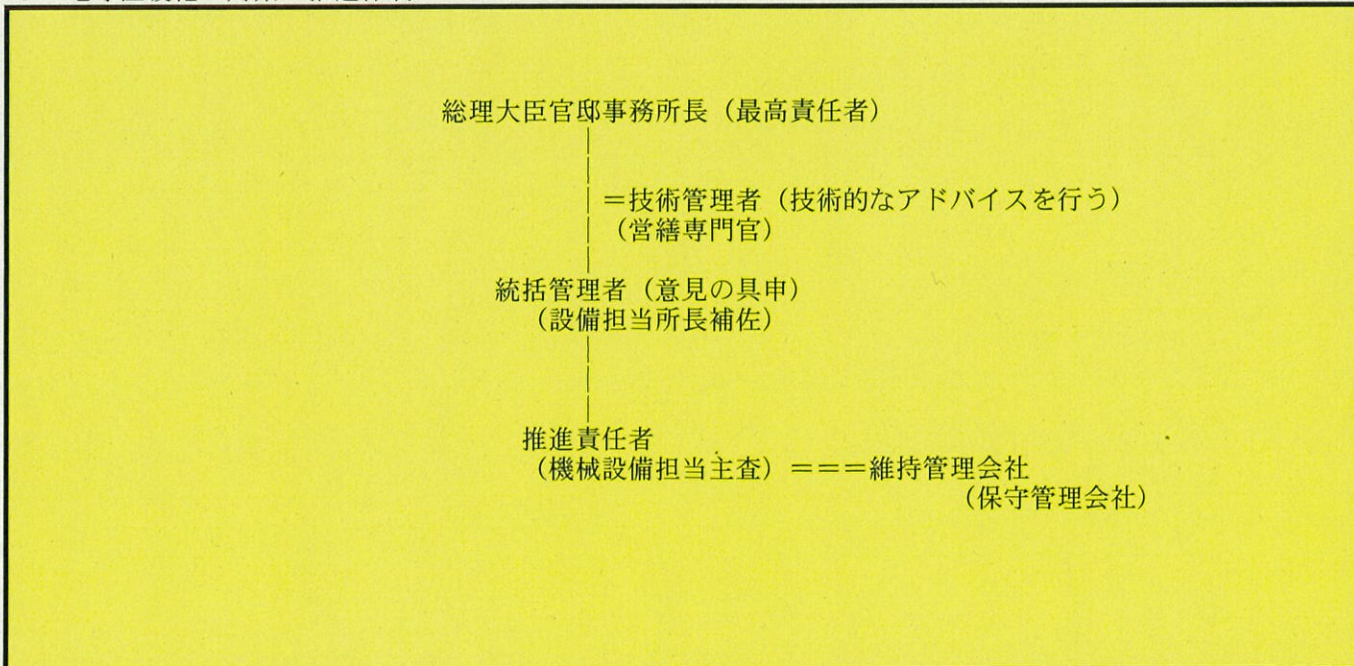 総理大臣官邸事務所長（最高責任者）
＝技術管理者（技術的なアドバイスを行う）
（営繕専門官）
統括管理者（意見の具申）
（設備担当所長補佐）
推進責任者
（機械設備担当主査）＝＝＝維持管理会社
（保守管理会社）